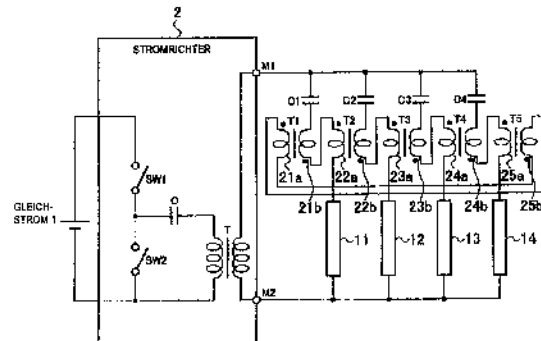 2
STROMRICHTER
M1
C1 C2 C3 C4
T1 T2 T3 T4 T5
21a 22a 23a 24a 25a
21b 22b 23b 24b 25b
SW1
GLEICH-
STROM 1
C
T
SW2
11 12 13 14
M2